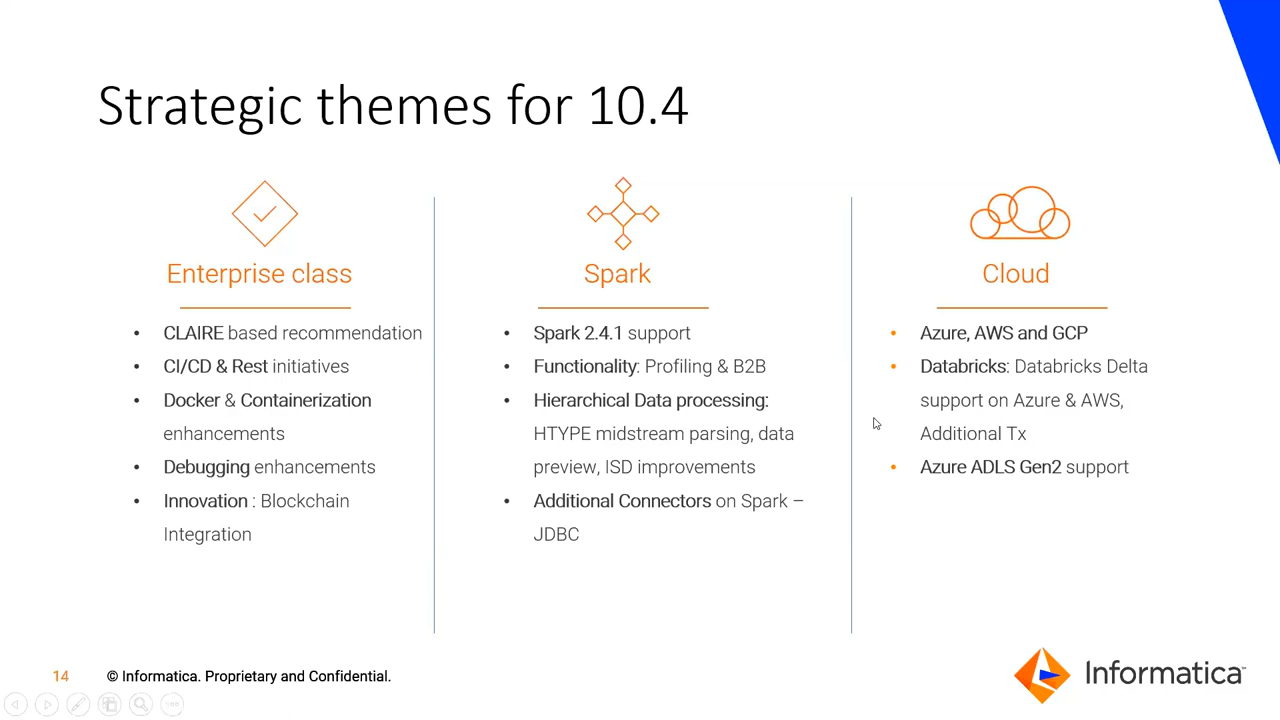 Strategic themes for 10.4
Enterprise class
• CLAIRE based recommendation
• CI/CD & Rest initiatives
• Docker & Containerization
enhancements
• Debugging enhancements
• Innovation : Blockchain
Integration
Spark
• Spark 2.4.1 support
• Functionality: Profiling & B2B
• Hierarchical Data processing:
HTYPE midstream parsing, data
preview, ISD improvements
• Additional Connectors on Spark –
JDBC
Cloud
• Azure, AWS and GCP
• Databricks: Databricks Delta
support on Azure & AWS,
Additional Tx
• Azure ADLS Gen2 support
14
© Informatica. Proprietary and Confidential.
Informatica™